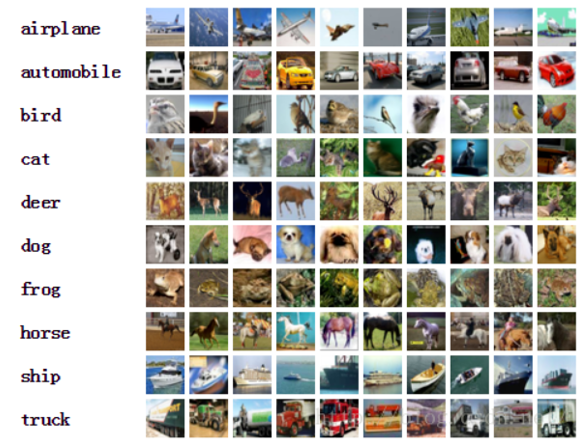 airplane
automobile
bird
cat
deer
dog
frog
horse
ship
truck